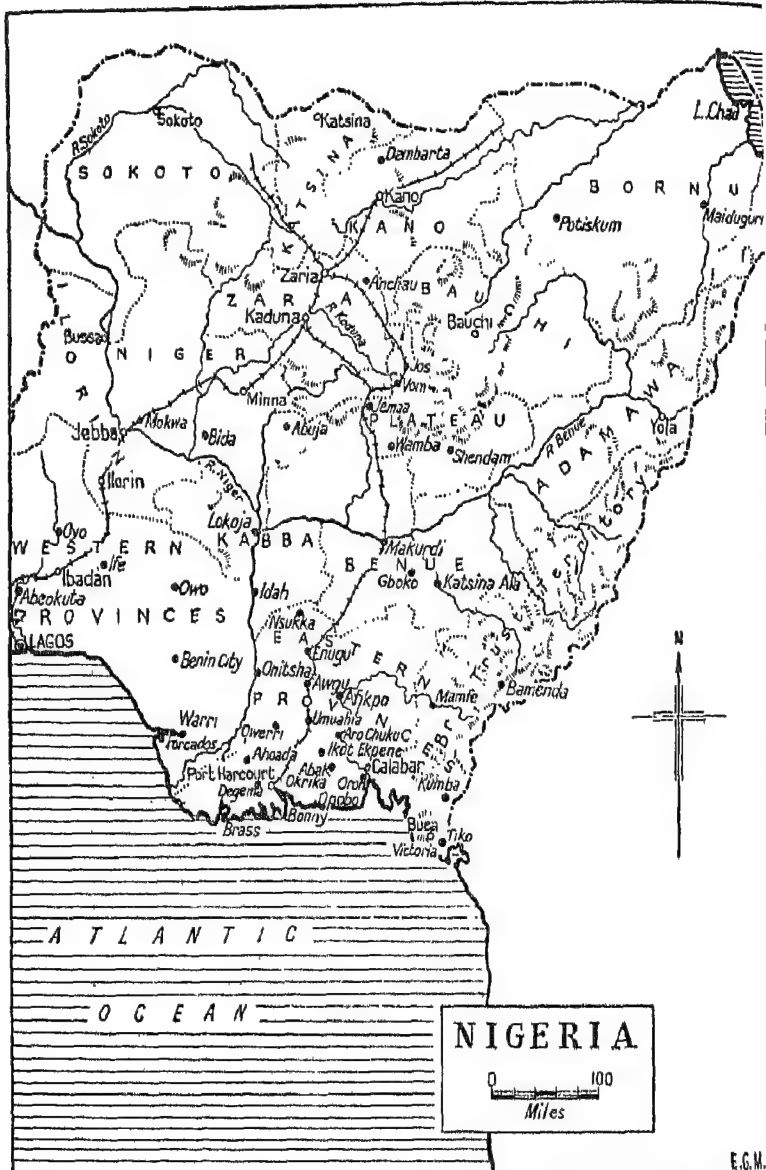 L. Chad
Katsina
Sokoto
R. Sokoto
Dambarta
SOKOTO
KATSINA
Kano
BORNU
Maiduguri
Potiskum
KANO
Zaria
Anchau
ZARIA
BAUCHI
Kaduna
R. Kaduna
Bauchi
Bussa
ILORIN
NIGER
Jos
Vom
Minna
Jemaa
PLATEAU
ADAMAWA
Yola
Mokwa
Jebba
Bida
Abuja
Wamba
Shendam
R. Benue
Ilorin
R. Niger
Oyo
Lokoja
KABBA
Makurdi
WESTERN
Ife
BENUE
Ibadan
Gboko
Katsina Ala
Owo
Idah
Abeokuta
PROVINCES
Nsukka
LAGOS
EASTERN
Enugu
Benin City
Onitsha
Awgu
Afikpo
Mamfe
Bamenda
PROVINCES
Br. Trust Territory
Umuahia
Warri
Forcados
Owerri
Aro Chuku
Ikot Ekpene
Ahoada
Abak
Calabar
Port Harcourt
Okrika
Oron
Degema
Opobo
Kumba
Bonny
Brass
Buea
Tiko
Victoria
N
ATLANTIC
OCEAN
NIGERIA
0 100
Miles
E.G.M.